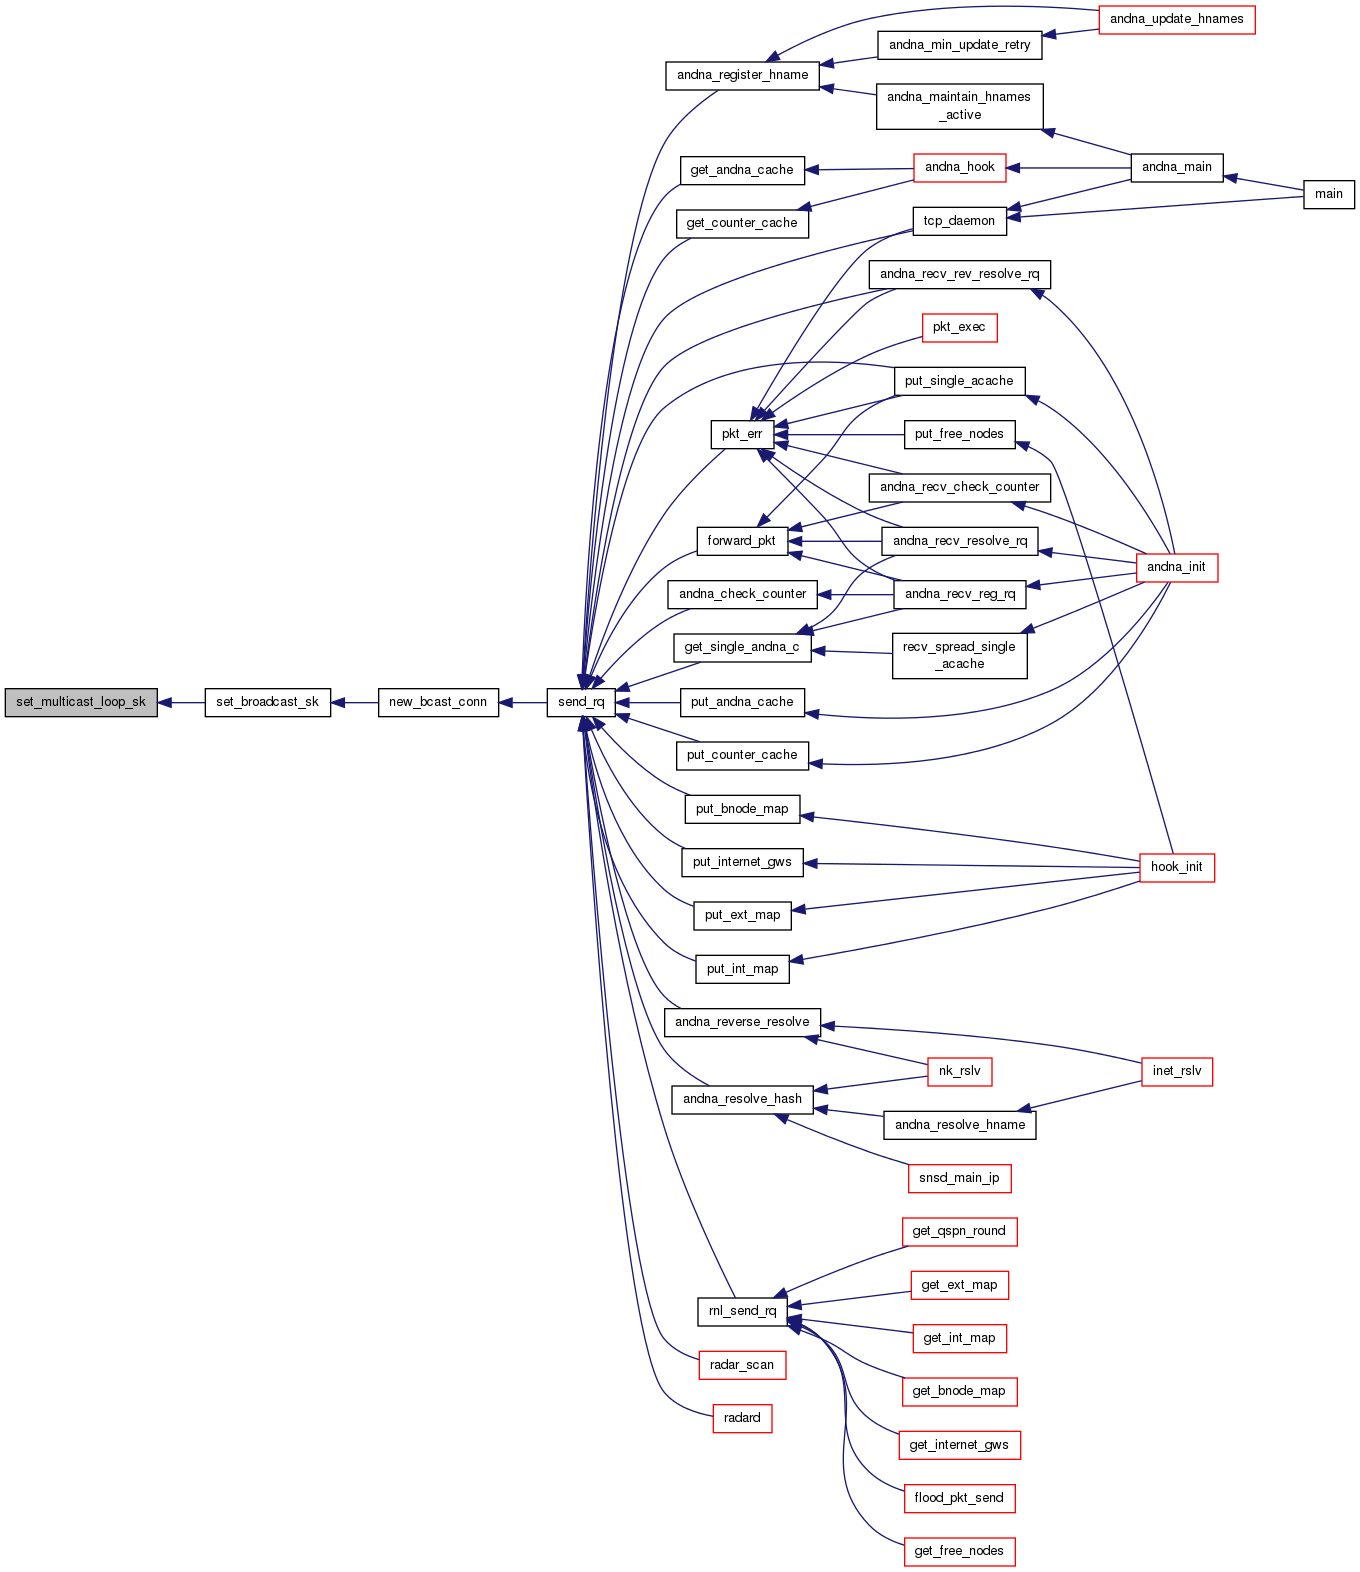 andna_update_hnames
andna_min_update_retry
andna_register_hname
andna_maintain_hnames
_active
get_andna_cache
andna_hook
andna_main
main
get_counter_cache
tcp_daemon
andna_recv_rev_resolve_rq
pkt_exec
put_single_acache
pkt_err
put_free_nodes
andna_recv_check_counter
forward_pkt
andna_recv_resolve_rq
andna_init
andna_check_counter
andna_recv_reg_rq
get_single_andna_c
recv_spread_single
_acache
set_multicast_loop_sk
set_broadcast_sk
new_bcast_conn
send_rq
put_andna_cache
put_counter_cache
put_bnode_map
put_internet_gws
hook_init
put_ext_map
put_int_map
andna_reverse_resolve
nk_rslv
inet_rslv
andna_resolve_hash
andna_resolve_hname
snsd_main_ip
get_qspn_round
get_ext_map
rnl_send_rq
get_int_map
radar_scan
get_bnode_map
radard
get_internet_gws
flood_pkt_send
get_free_nodes